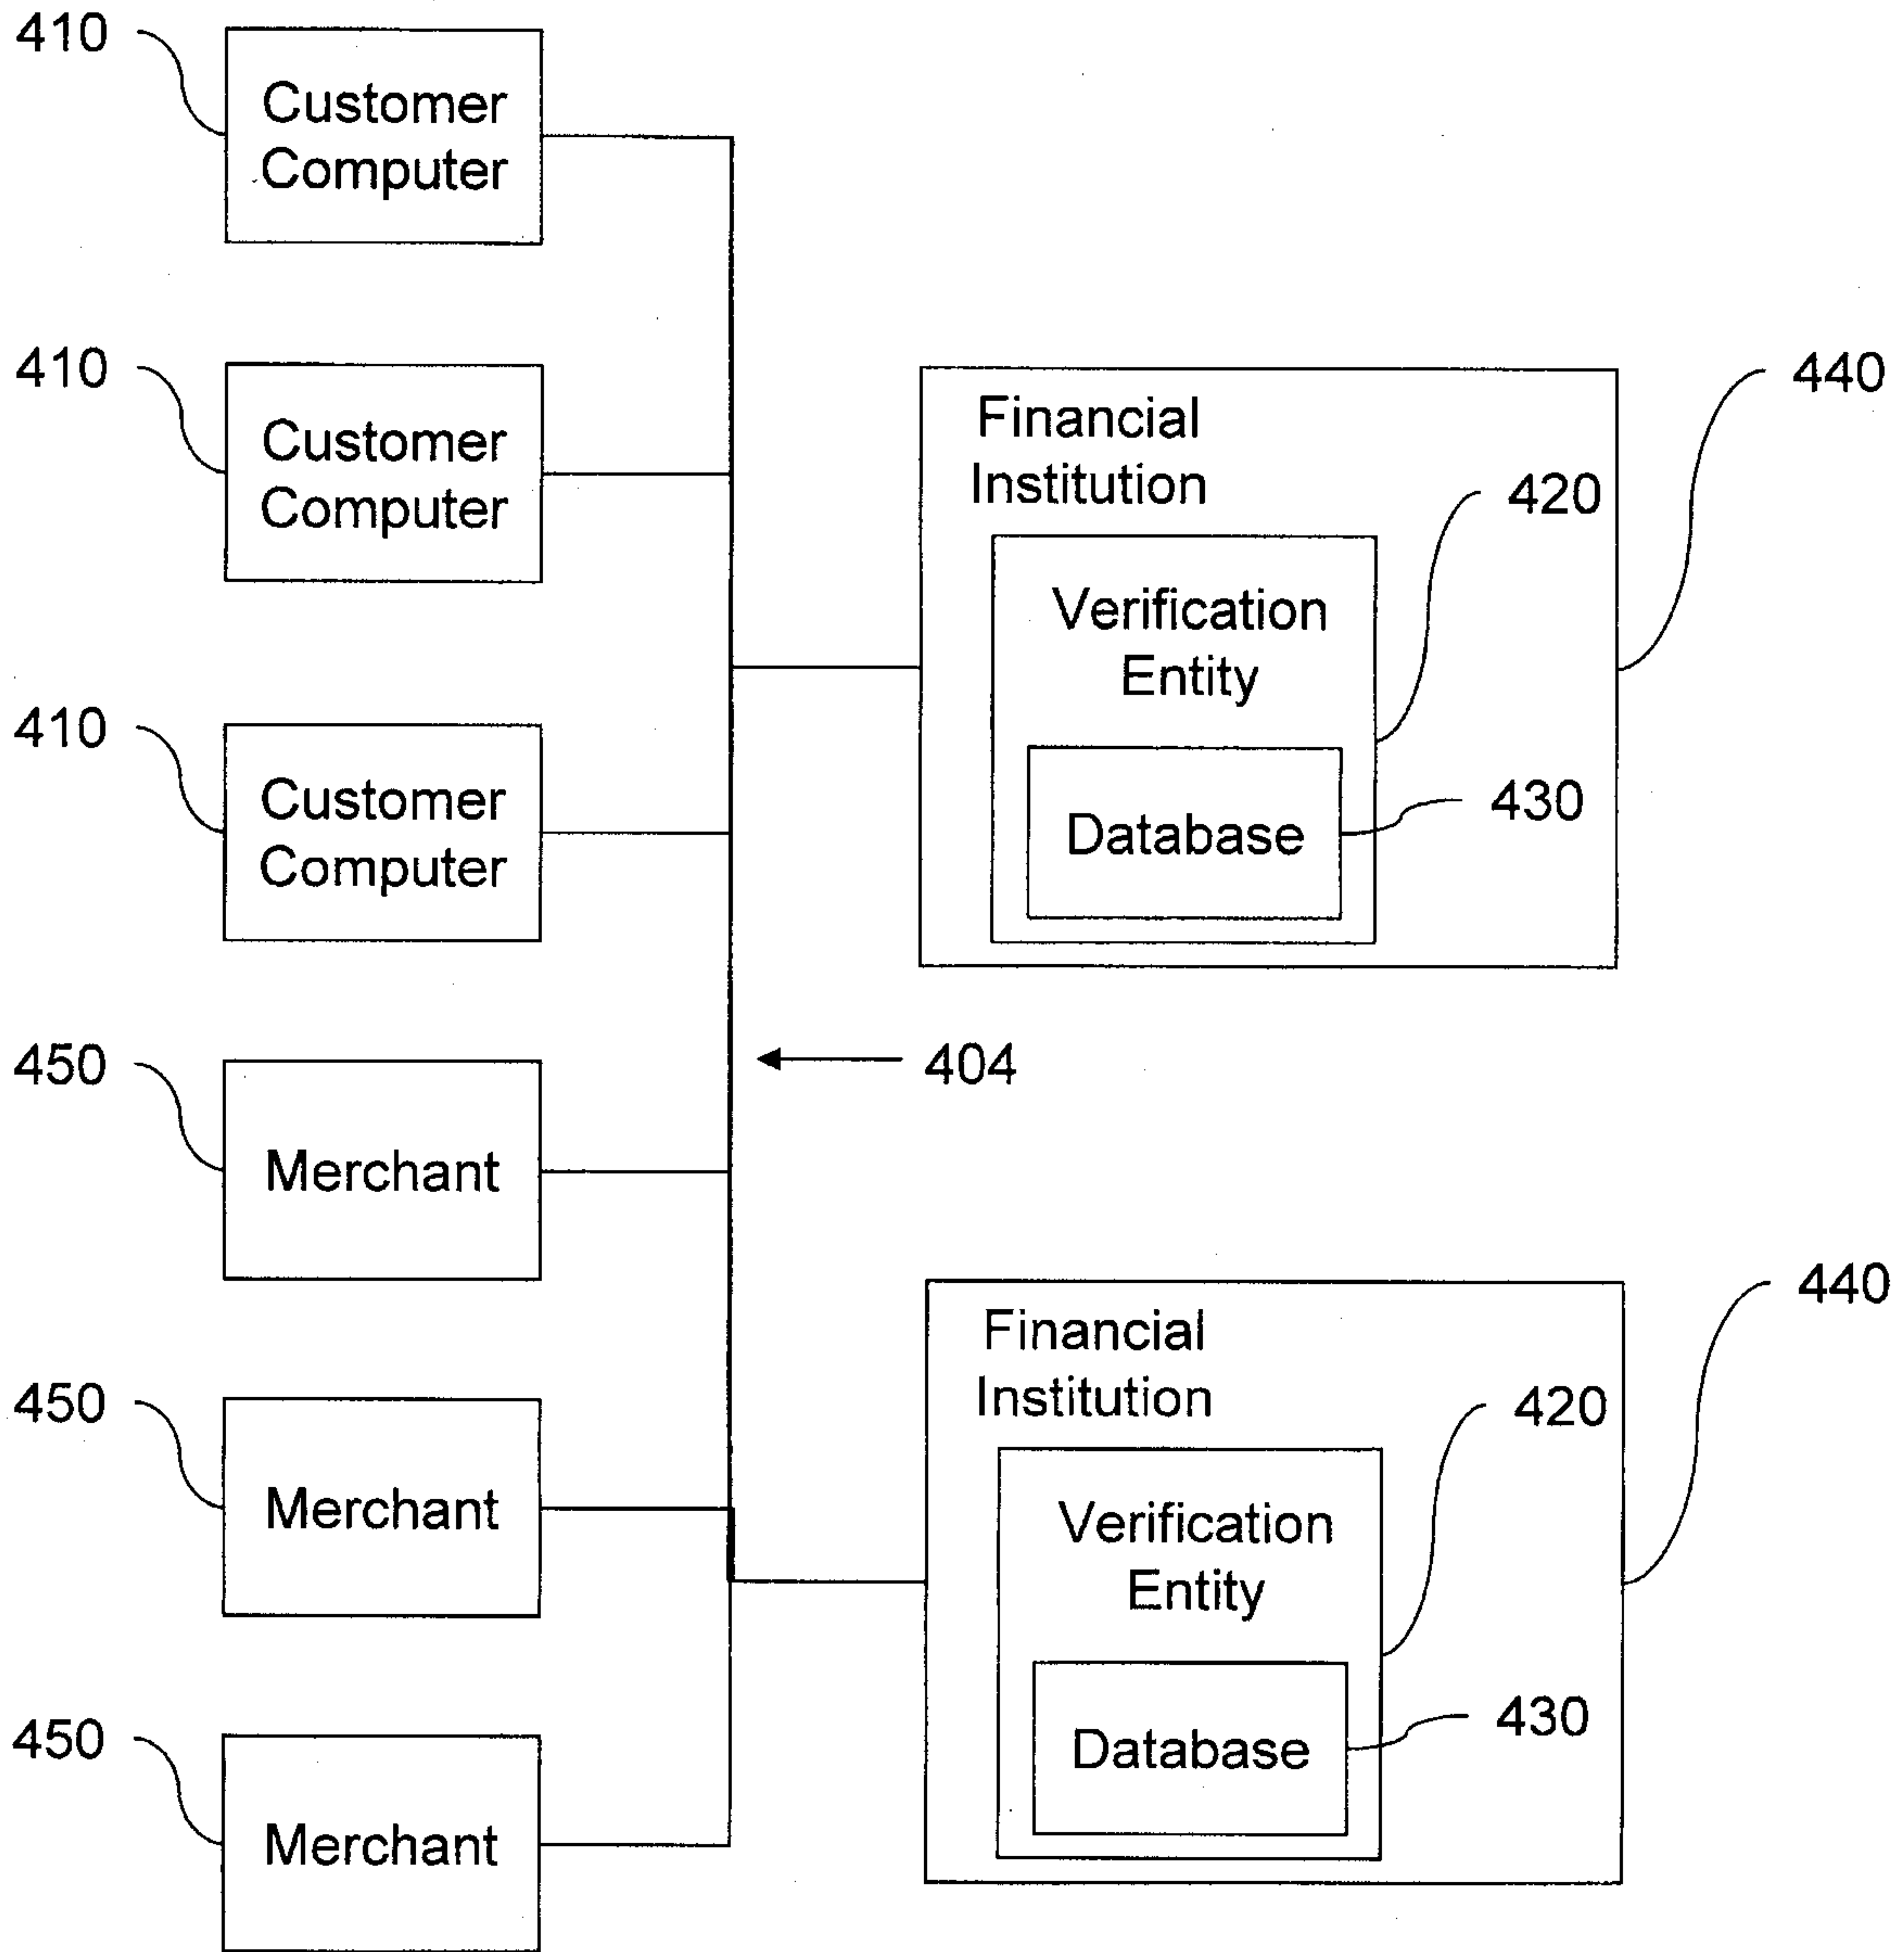 410
Customer
Computer
410
Customer
Computer
440
Financial
Institution
420
Verification
Entity
410
Customer
Computer
430
Database
450
404
Merchant
440
Financial
Institution
450
420
Merchant
Verification
Entity
450
430
Database
Merchant